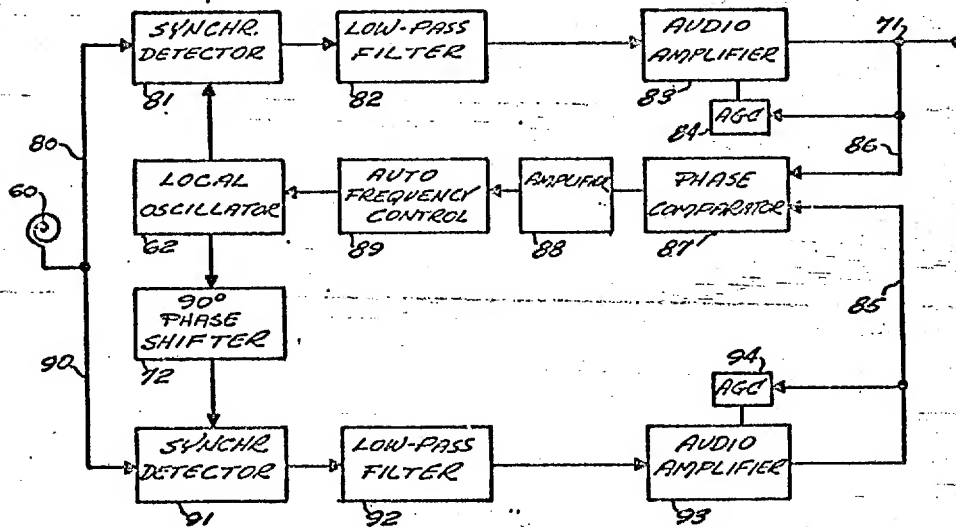 SYNCHR.
DETECTOR
81
LOW-PASS
FILTER
82
AUDIO
AMPLIFIER
83
71
AGC
84
80
86
60
LOCAL
OSCILLATOR
62
AUTO
FREQUENCY
CONTROL
89
AMPLIFIER
88
PHASE
COMPARATOR
87
85
90°
PHASE
SHIFTER
72
90
94
AGC
SYNCHR.
DETECTOR
91
LOW-PASS
FILTER
92
AUDIO
AMPLIFIER
93